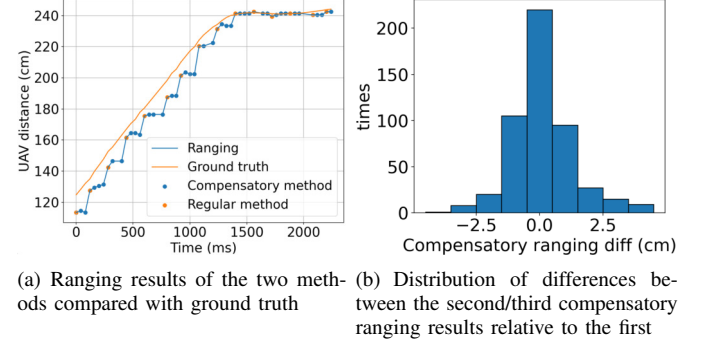 240
220
200
180
160
140
120
UAV distance (cm)
Ranging
Ground truth
Compensatory method
Regular method
0
500
1000
1500
2000
Time (ms)
200
150
100
50
0
times
−2.5
0.0
2.5
Compensatory ranging diff (cm)
(a) Ranging results of the two meth-
ods compared with ground truth
(b) Distribution of differences be-
tween the second/third compensatory
ranging results relative to the first